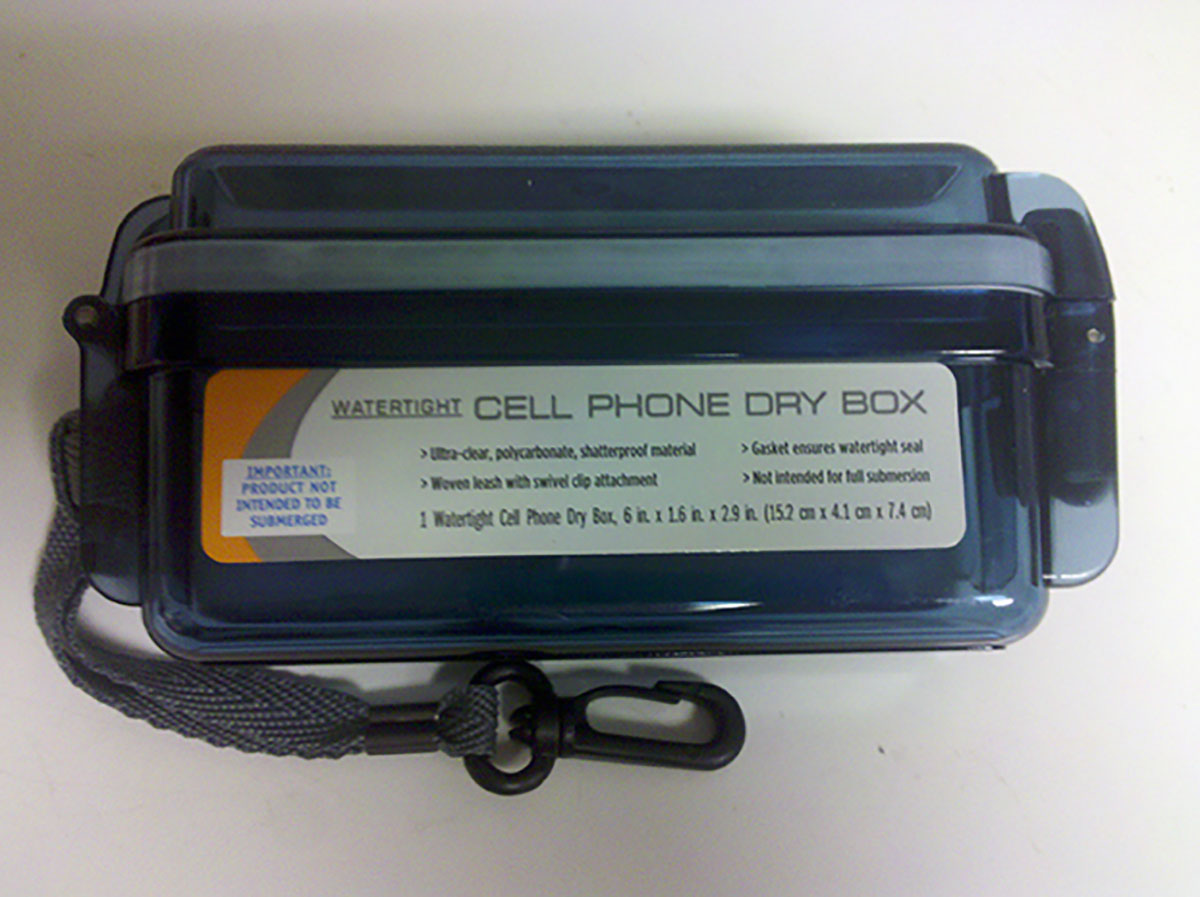 WATERTIGHT CELL PHONE DRY BOX
> Ultra-clear, polycarbonate, shatterproof material
> Woven leash with swivel clip attachment
> Gasket ensures watertight seal
> Not intended for full submersion
1 Watertight Cell Phone Dry Box, 6 in. x 1.6 in. x 2.9 in. (15.2 cm x 4.1 cm x 7.4 cm)
IMPORTANT:
PRODUCT NOT
INTENDED TO BE
SUBMERGED